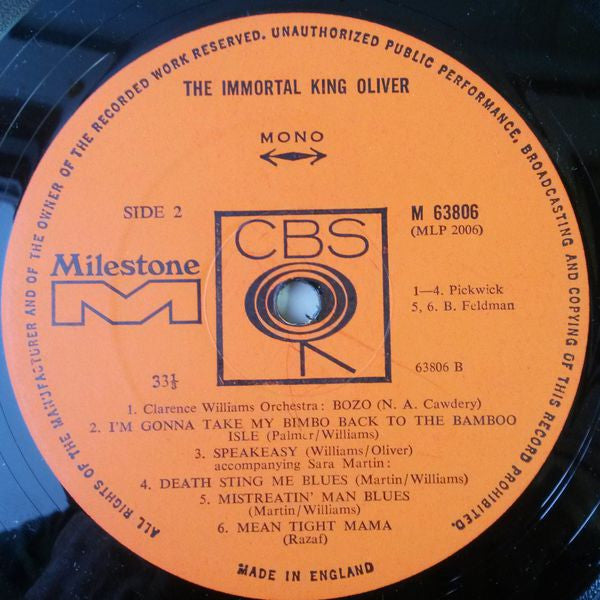 ALL RIGHTS OF THE MANUFACTURER AND OF THE OWNER OF THE RECORDED WORK RESERVED. UNAUTHORIZED PUBLIC PERFORMANCE, BROADCASTING AND COPYING OF THIS RECORD PROHIBITED.
THE IMMORTAL KING OLIVER
MONO
SIDE 2
CBS
M 63806
(MLP 2006)
Milestone
M
1—4. Pickwick
5, 6. B. Feldman
33⅓
63806 B
1. Clarence Williams Orchestra: BOZO (N. A. Cawdery)
2. I'M GONNA TAKE MY BIMBO BACK TO THE BAMBOO
ISLE (Palmer/Williams)
3. SPEAKEASY (Williams/Oliver)
accompanying Sara Martin:
4. DEATH STING ME BLUES (Martin/Williams)
5. MISTREATIN' MAN BLUES
(Martin/Williams)
6. MEAN TIGHT MAMA
(Razaf)
MADE IN ENGLAND